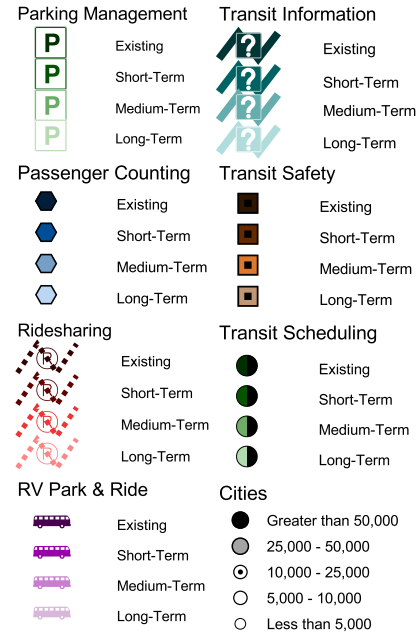 Parking Management
P Existing
P Short-Term
P Medium-Term
P Long-Term
Transit Information
? Existing
? Short-Term
? Medium-Term
? Long-Term
Passenger Counting
Existing
Short-Term
Medium-Term
Long-Term
Transit Safety
Existing
Short-Term
Medium-Term
Long-Term
Ridesharing
R Existing
R Short-Term
R Medium-Term
R Long-Term
Transit Scheduling
Existing
Short-Term
Medium-Term
Long-Term
RV Park & Ride
Existing
Short-Term
Medium-Term
Long-Term
Cities
Greater than 50,000
25,000 - 50,000
10,000 - 25,000
5,000 - 10,000
Less than 5,000